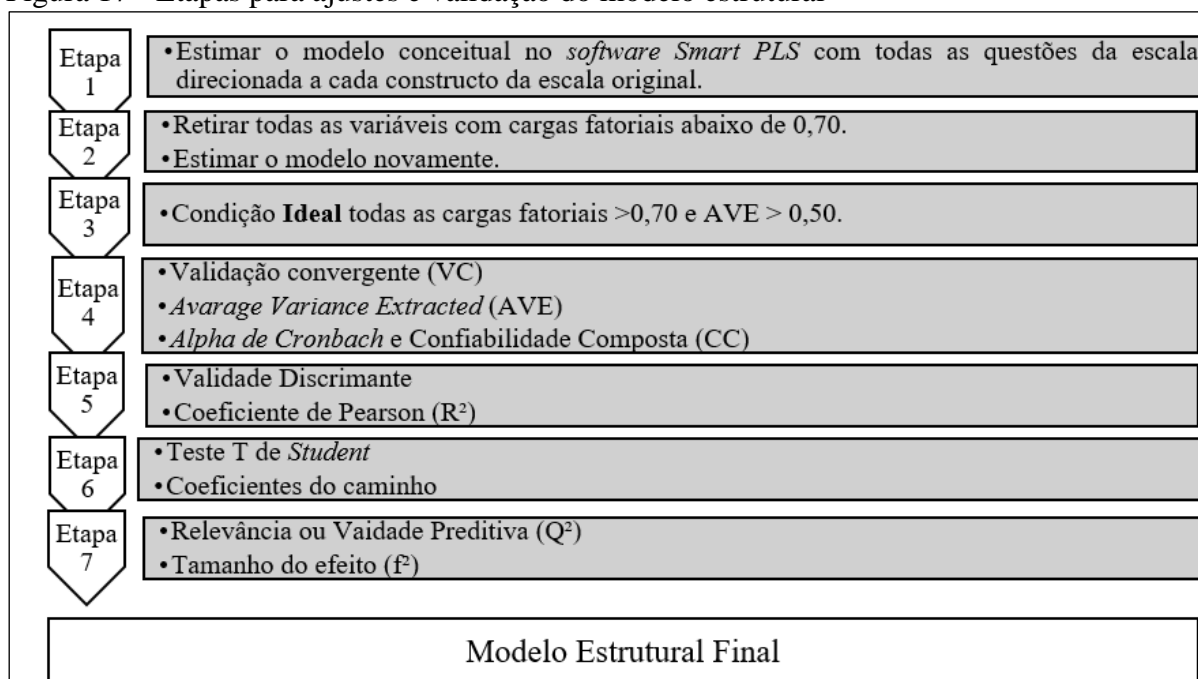 Figura 17 – Etapas para ajustes e validação do modelo estrutural
Etapa
1
•Estimar o modelo conceitual no software Smart PLS com todas as questões da escala
direcionada a cada constructo da escala original.
Etapa
2
•Retirar todas as variáveis com cargas fatoriais abaixo de 0,70.
•Estimar o modelo novamente.
Etapa
3
•Condição Ideal todas as cargas fatoriais >0,70 e AVE > 0,50.
Etapa
4
•Validação convergente (VC)
•Avarage Variance Extracted (AVE)
•Alpha de Cronbach e Confiabilidade Composta (CC)
Etapa
5
•Validade Discrimante
•Coeficiente de Pearson (R²)
Etapa
6
•Teste T de Student
•Coeficientes do caminho
Etapa
7
•Relevância ou Vaidade Preditiva (Q²)
•Tamanho do efeito (f²)
Modelo Estrutural Final